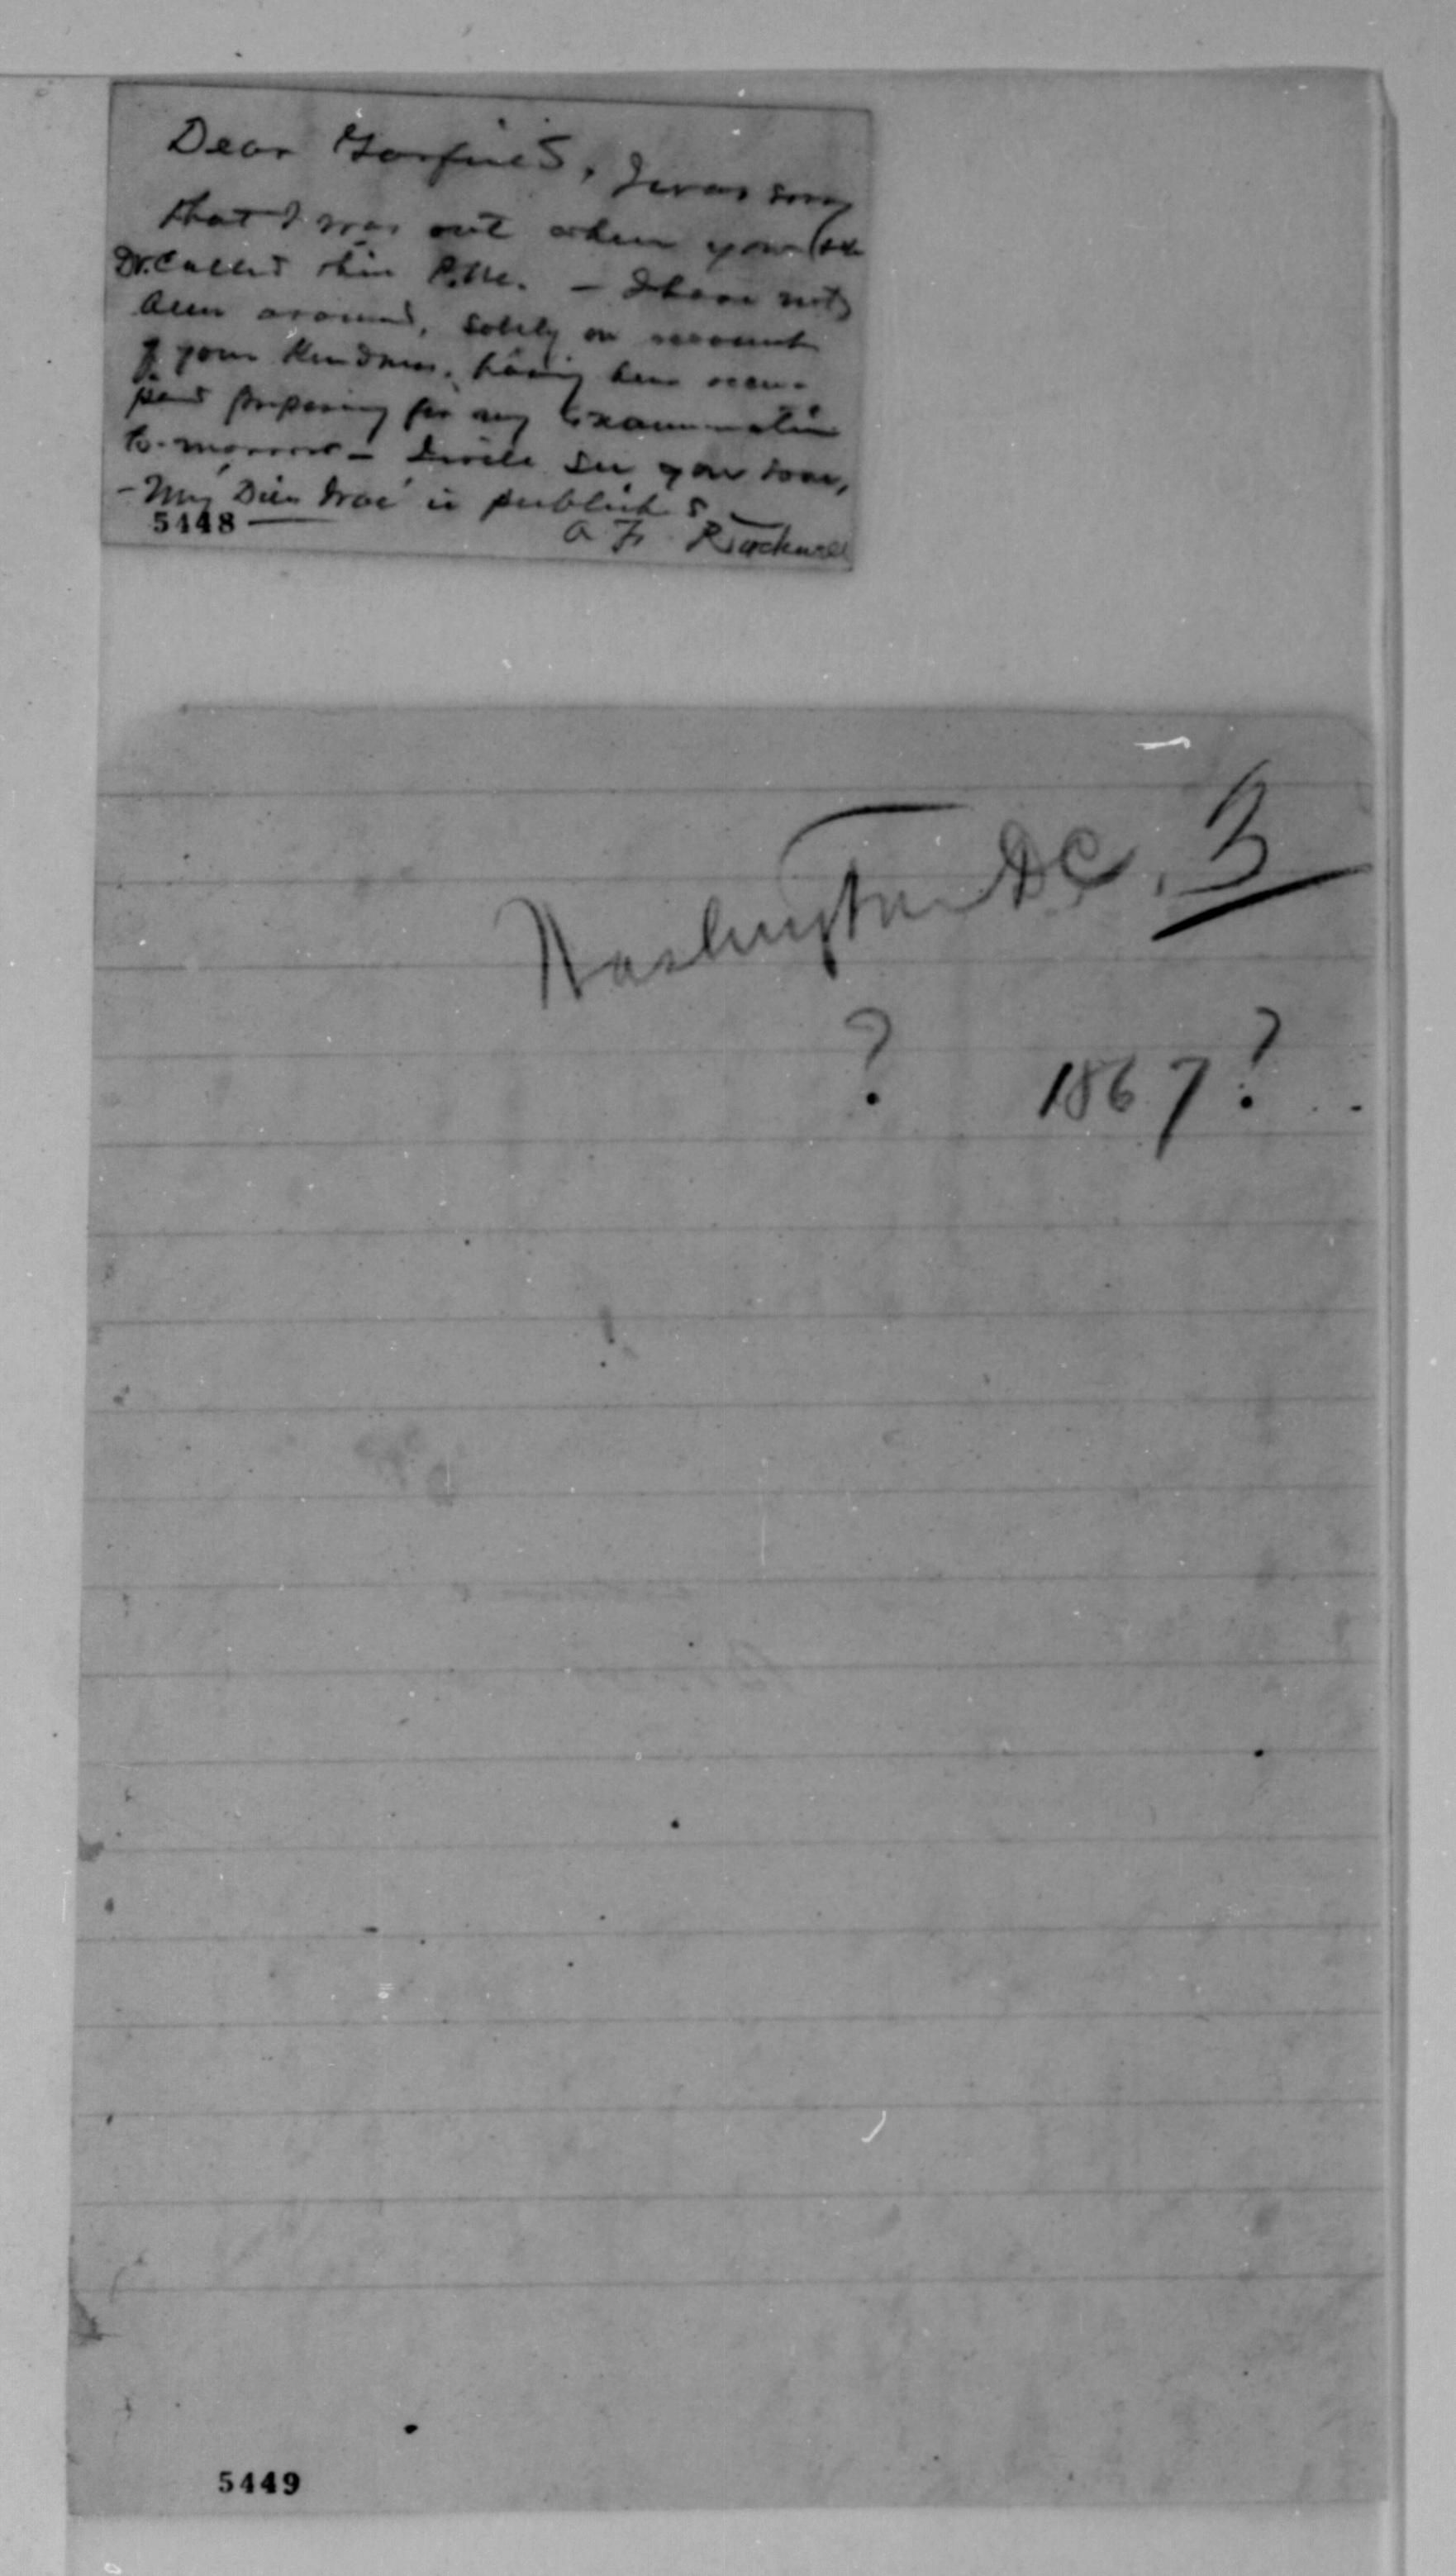 Dear Garfield, I was sorry
that I was out when you &
Dr. Called this P.M. — I have not
been around, solely on account
of your Kindness, having been occu-
pied preparing for my Examination
to-morrow — I will see you soon,
— My 'Dies Irae' is published
5448
A F Rockwell
Washington DC. 3
? 1867?
5449